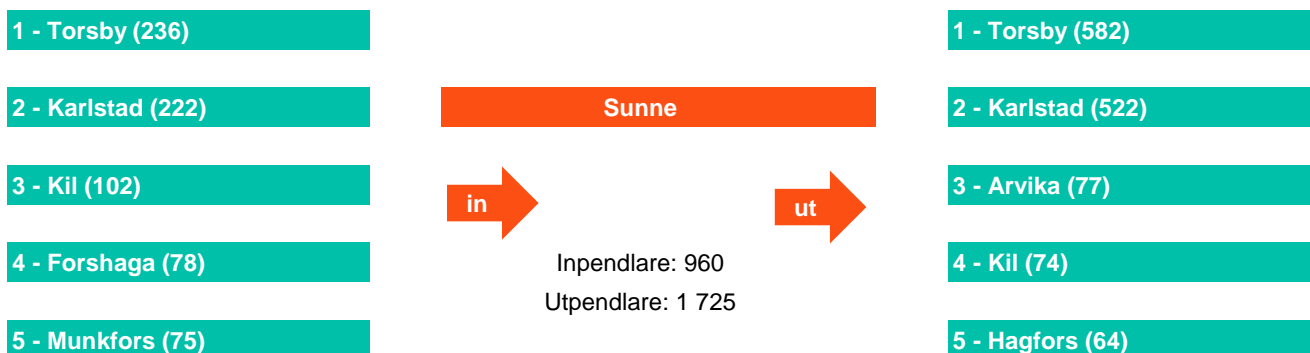 1 - Torsby (236)
2 - Karlstad (222)
3 - Kil (102)
4 - Forshaga (78)
5 - Munkfors (75)
Sunne
in
ut
Inpendlare: 960
Utpendlare: 1 725
1 - Torsby (582)
2 - Karlstad (522)
3 - Arvika (77)
4 - Kil (74)
5 - Hagfors (64)